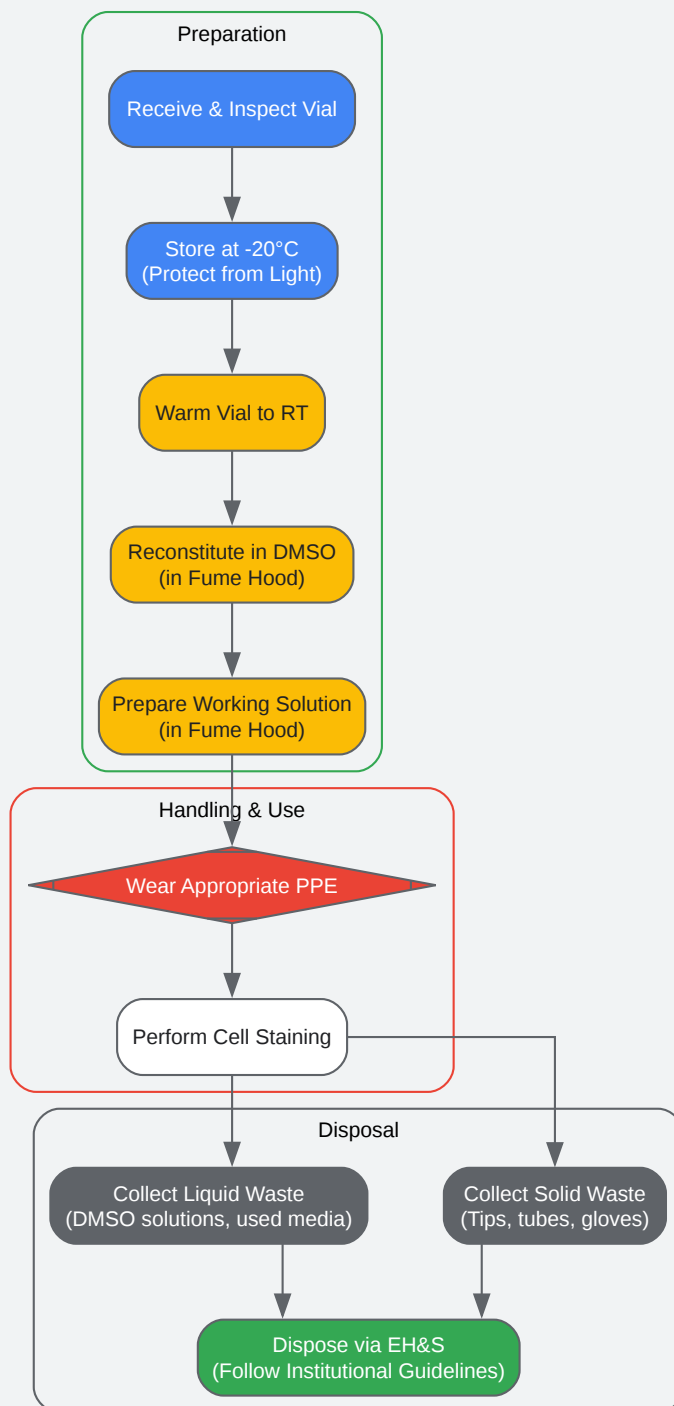 Preparation
Receive & Inspect Vial
Store at -20°C
(Protect from Light)
Warm Vial to RT
Reconstitute in DMSO
(in Fume Hood)
Prepare Working Solution
(in Fume Hood)
Handling & Use
Wear Appropriate PPE
Perform Cell Staining
Disposal
Collect Liquid Waste
(DMSO solutions, used media)
Collect Solid Waste
(Tips, tubes, gloves)
Dispose via EH&S
(Follow Institutional Guidelines)